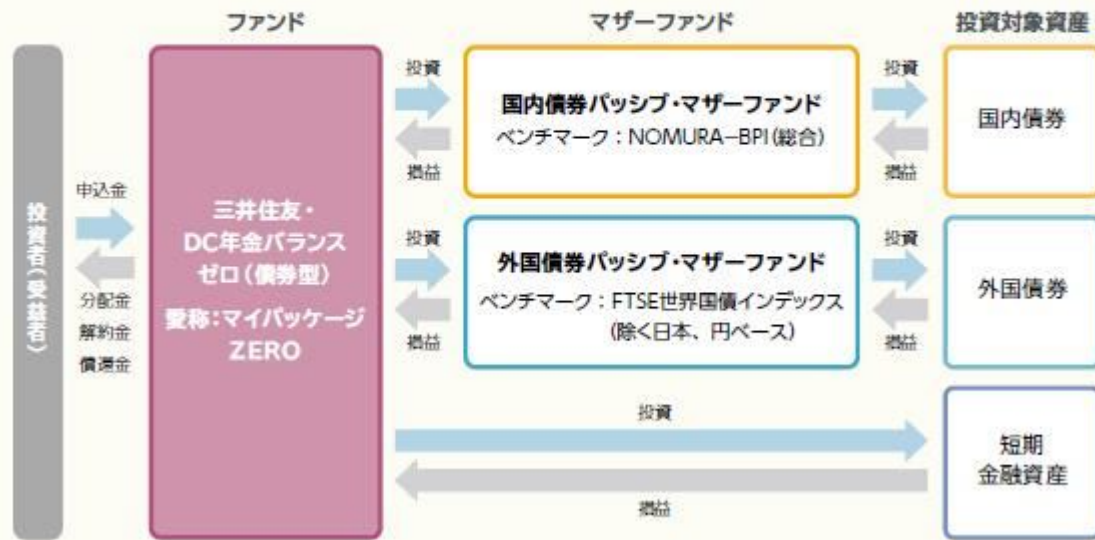 ファンド
マザーファンド
投資対象資産
投資者(受益者)
申込金
分配金
解約金
償還金
三井住友・
DC年金バランス
ゼロ(債券型)
愛称:マイパッケージ
ZERO
投資
損益
国内債券パッシブ・マザーファンド
ベンチマーク:NOMURA-BPI(総合)
投資
損益
国内債券
投資
損益
外国債券パッシブ・マザーファンド
ベンチマーク:FTSE世界国債インデックス
(除く日本、円ベース)
投資
損益
外国債券
投資
損益
短期
金融資産